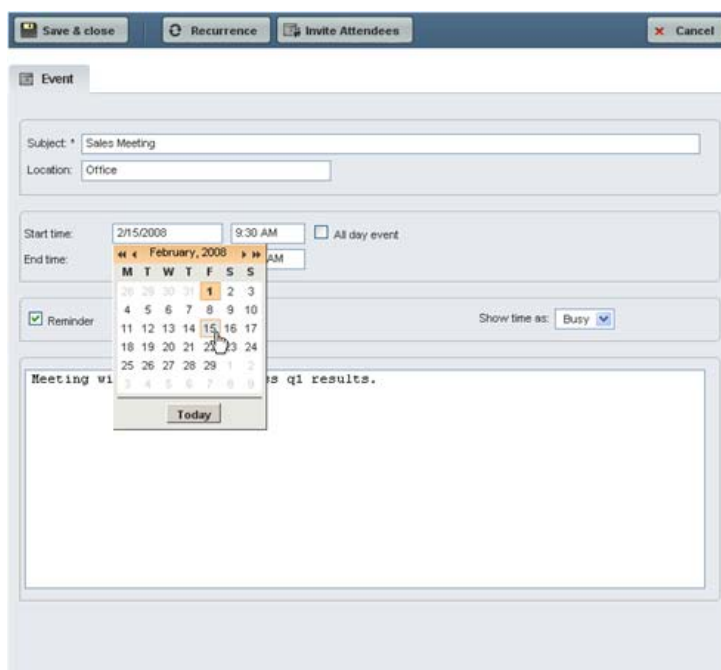 Save & close Recurrence Invite Attendees Cancel
Event
Subject: * Sales Meeting
Location: Office
Start time: 2/15/2008 9:30 AM All day event
End time: AM
February, 2008
M T W T F S S
28 29 30 31 1 2 3
4 5 6 7 8 9 10
11 12 13 14 15 16 17
18 19 20 21 22 23 24
25 26 27 28 29 1 2
3 4 5 6 7 8 9
Today
Reminder Show time as: Busy
Meeting q1 results.